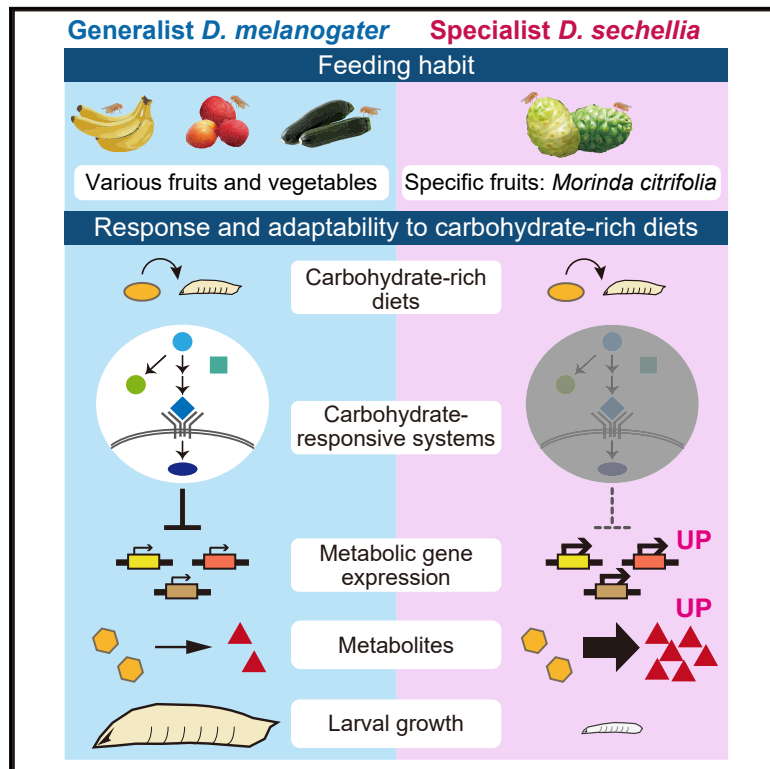 Generalist D. melanogater
Specialist D. sechellia
Feeding habit
Various fruits and vegetables
Specific fruits: Morinda citrifolia
Response and adaptability to carbohydrate-rich diets
Carbohydrate-rich
diets
Carbohydrate-
responsive systems
Metabolic gene
expression
UP
UP
Metabolites
Larval growth